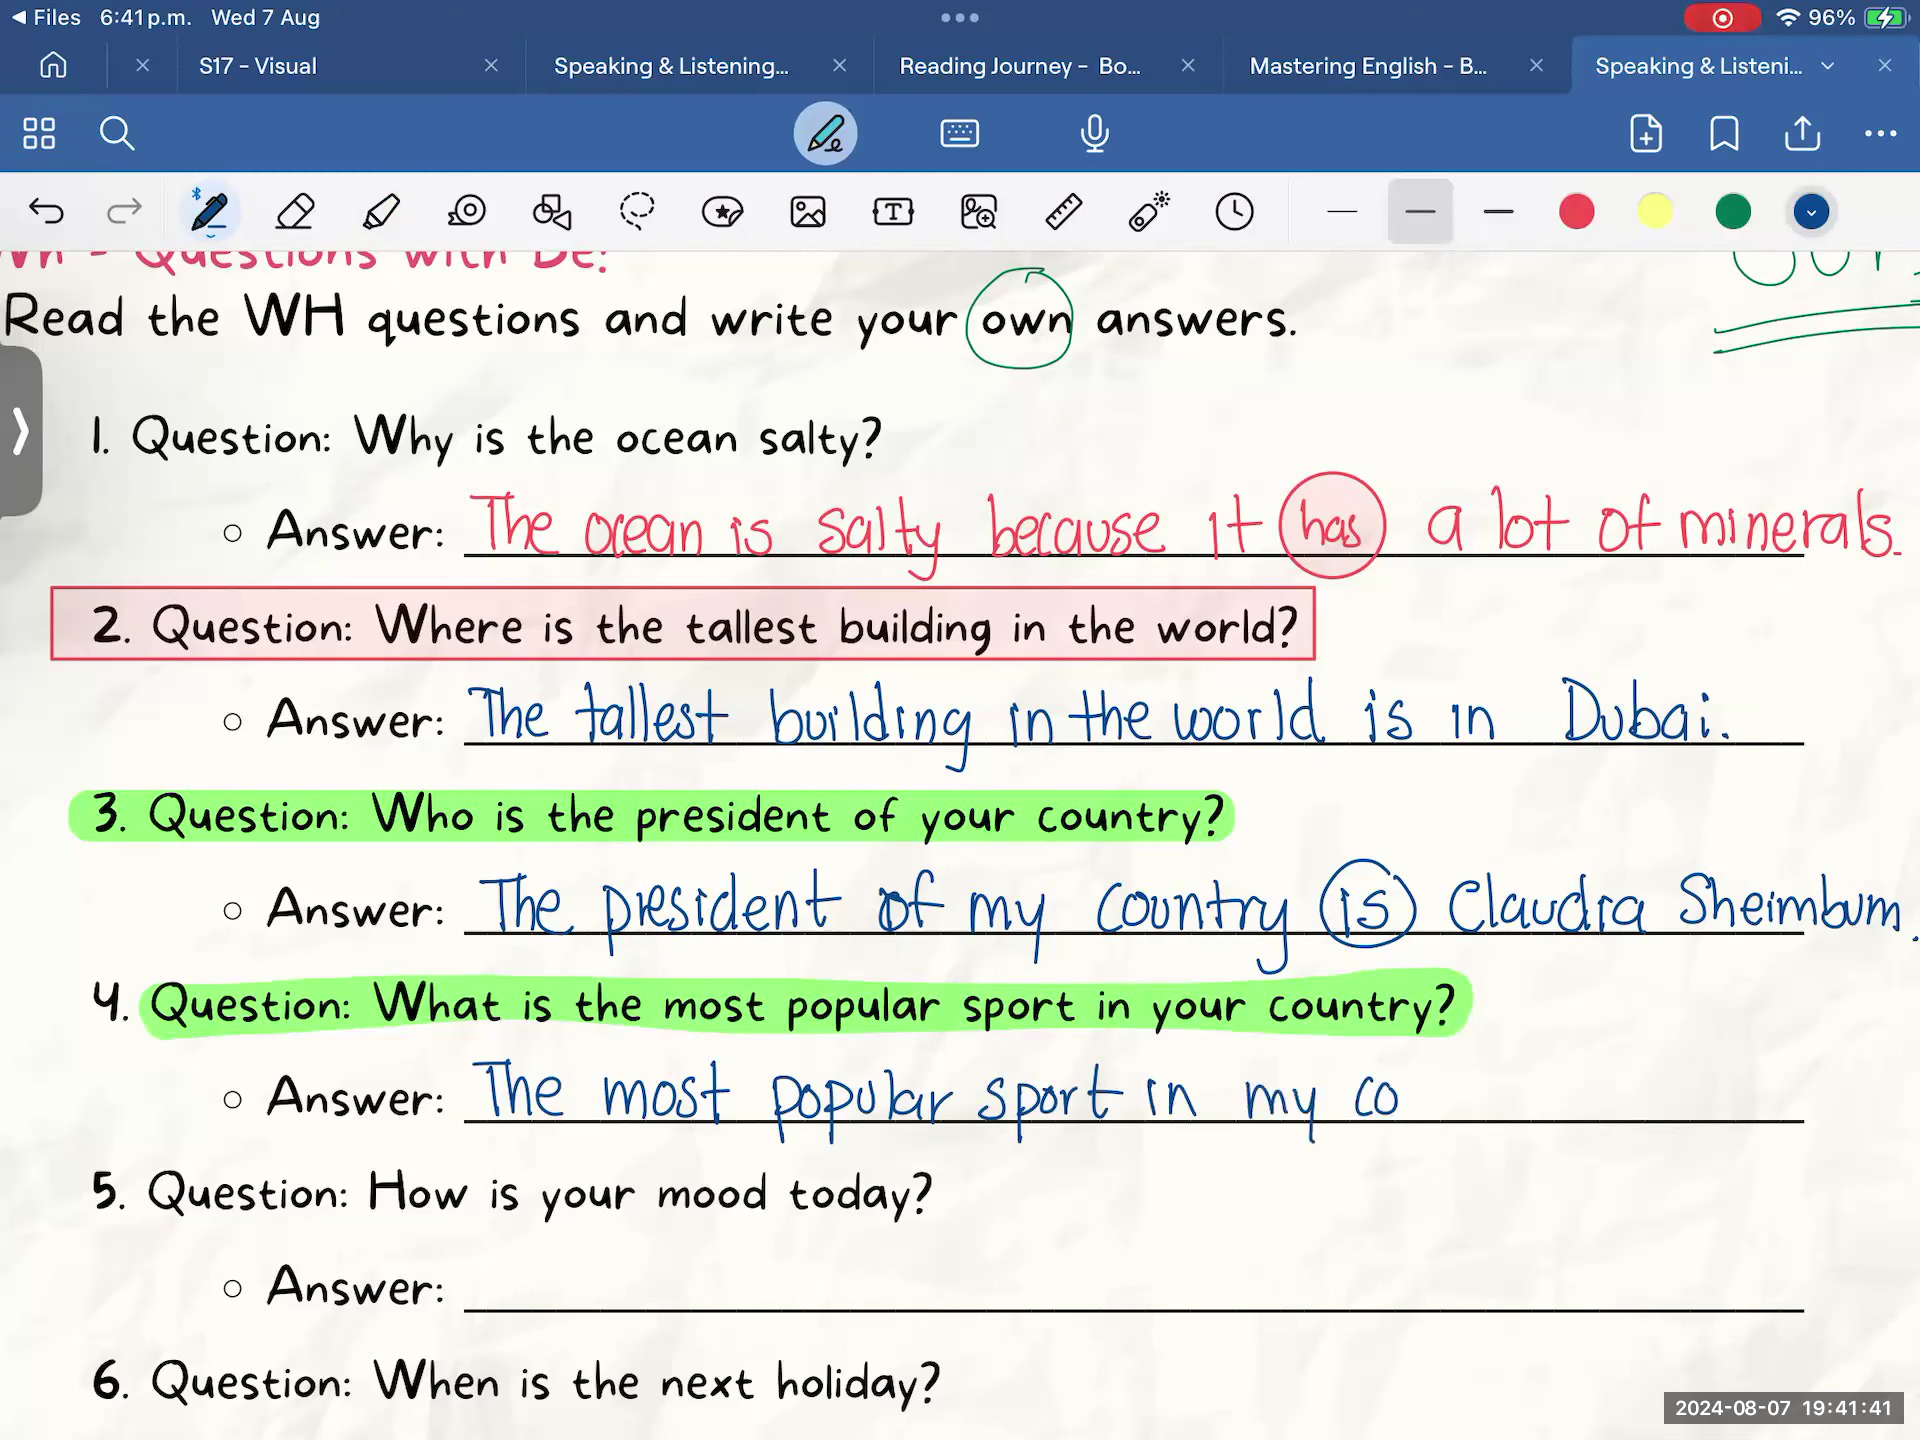 Files 6:41 p.m. Wed 7 Aug 96%
S17 - Visual Speaking & Listening... Reading Journey - Bo... Mastering English - B... Speaking & Listeni...
Wh - Questions with Be:
Read the WH questions and write your own answers.
1. Question: Why is the ocean salty?
Answer: The ocean is salty because it has a lot of minerals.
2. Question: Where is the tallest building in the world?
Answer: The tallest building in the world is in Dubai.
3. Question: Who is the president of your country?
Answer: The president of my country is Claudia Sheimbum.
4. Question: What is the most popular sport in your country?
Answer: The most popular sport in my co
5. Question: How is your mood today?
Answer:
6. Question: When is the next holiday?
2024-08-07 19:41:41